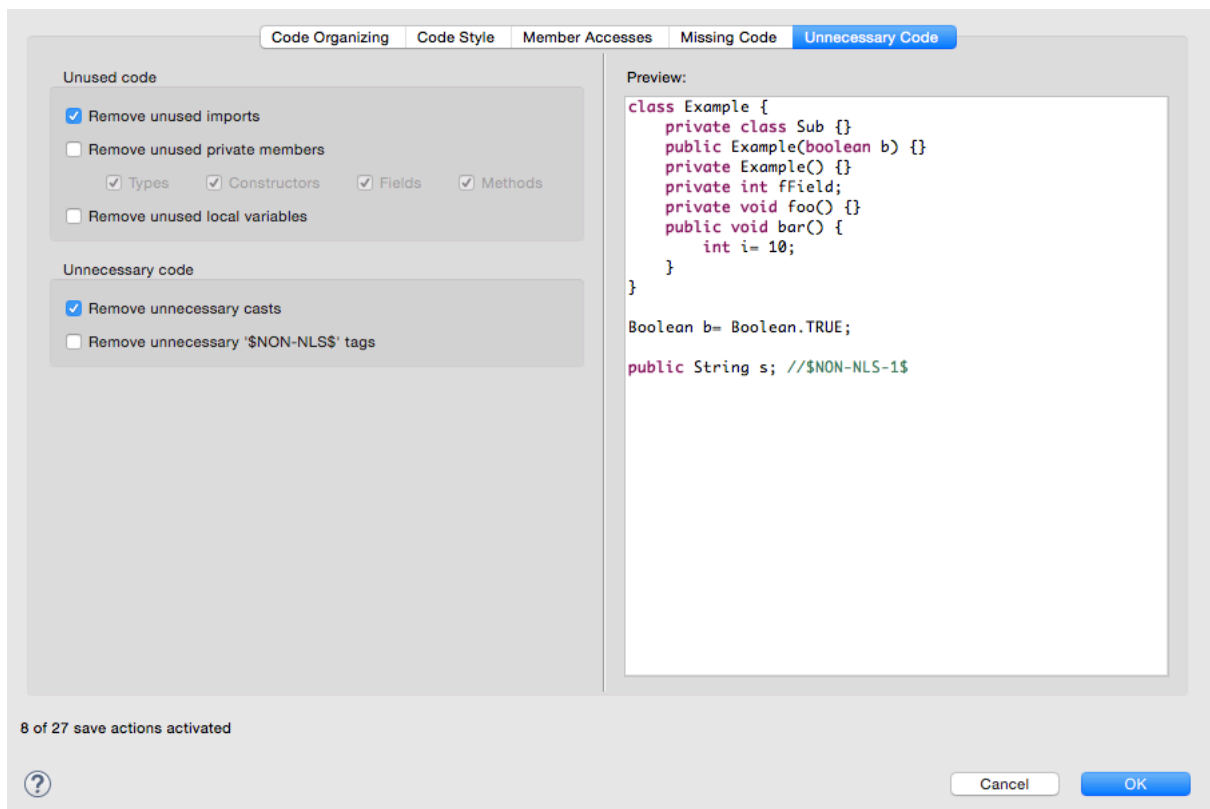 Code Organizing Code Style Member Accesses Missing Code Unnecessary Code
Unused code
Remove unused imports
Remove unused private members
Types Constructors Fields Methods
Remove unused local variables
Unnecessary code
Remove unnecessary casts
Remove unnecessary '$NON-NLS$' tags
Preview:
class Example {
    private class Sub {}
    public Example(boolean b) {}
    private Example() {}
    private int fField;
    private void foo() {}
    public void bar() {
        int i= 10;
    }
}
Boolean b= Boolean.TRUE;
public String s; //$NON-NLS-1$
8 of 27 save actions activated
?
Cancel OK